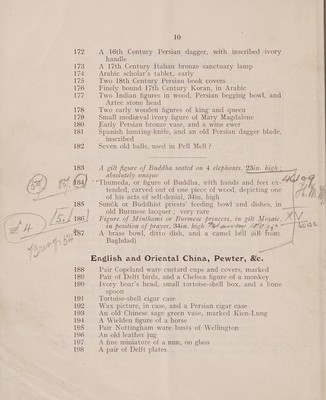 10
172 A 16th Century Persian dagger, with inscribed ivory
handle
173 A 17th Century Italian bronze sanctuary lamp
174 Arabic scholar's tablet, early
175 Two 18th Century Persian book covers
176 Finely bound 17th Century Koran, in Arabic
177 Two Indian figures in wood, Persian begging bowl, and
Aztec stone head
178 Two early wooden figures of king and queen
179 Small mediæval ivory figure of Mary Magdalene
180 Early Persian bronze vase, and a wine ewer
181 Spanish hunting-knife, and an old Persian dagger blade,
inscribed
182 Seven old balls, used in Pell Mell ?
183 A gilt figure of Buddha seated on 4 elephants, 23in. high;
absolutely unique
184 Thumeda, or figure of Buddha, with hands and feet ex-
tended, carved out of one piece of wood, depicting one
of his acts of self-denial, 34in. high
185 Sundk or Buddhist priests' feeding bowl and dishes, in
old Burmese lacquer ; very rare
£4 [5. 186 Figure of Minthami or Burmese princess, in gilt Mosaic,
in position of prayer, 34in. high
187 A brass bowl, ditto dish, and a camel bell (all from
Baghdad)
English and Oriental China, Pewter, &c.
188 Pair Copeland ware custard cups and covers, marked
189 Pair of Delft birds, and a Chelsea figure of a monkey
190 Ivory bear's head, small tortoise-shell box, and a bone
spoon
191 Tortoise-shell cigar case
192 Wax picture, in case, and a Persian cigar case
193 An old Chinese sage green vase, marked Kien-Lung
194 A Wielden figure of a horse
195 Pair Nottingham ware busts of Wellington
196 An old leather jug
197 A fine miniature of a nun, on glass
198 A pair of Delft plates